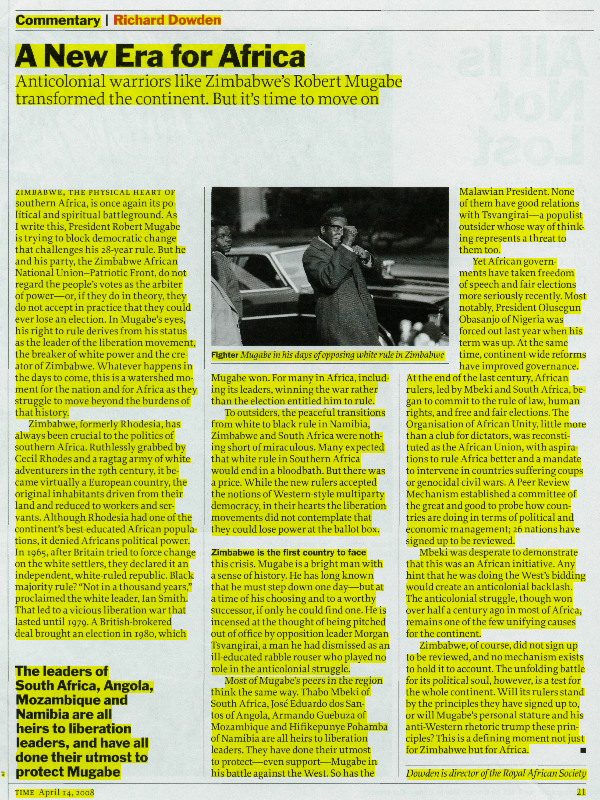 Commentary | Richard Dowden
A New Era for Africa
Anticolonial warriors like Zimbabwe's Robert Mugabe
transformed the continent. But it's time to move on
ZIMBABWE, THE PHYSICAL HEART OF
southern Africa, is once again its po-
litical and spiritual battleground. As
I write this, President Robert Mugabe
is trying to block democratic change
that challenges his 28-year rule. But he
and his party, the Zimbabwe African
National Union–Patriotic Front, do not
regard the people's votes as the arbiter
of power—or, if they do in theory, they
do not accept in practice that they could
ever lose an election. In Mugabe's eyes,
his right to rule derives from his status
as the leader of the liberation movement,
the breaker of white power and the cre-
ator of Zimbabwe. Whatever happens in
the days to come, this is a watershed mo-
ment for the nation and for Africa as they
struggle to move beyond the burdens of
that history.
Zimbabwe, formerly Rhodesia, has
always been crucial to the politics of
southern Africa. Ruthlessly grabbed by
Cecil Rhodes and a ragtag army of white
adventurers in the 19th century, it be-
came virtually a European country, the
original inhabitants driven from their
land and reduced to workers and ser-
vants. Although Rhodesia had one of the
continent's best-educated African popula-
tions, it denied Africans political power.
In 1965, after Britain tried to force change
on the white settlers, they declared it an
independent, white-ruled republic. Black
majority rule? "Not in a thousand years,"
proclaimed the white leader, Ian Smith.
That led to a vicious liberation war that
lasted until 1979. A British-brokered
deal brought an election in 1980, which
The leaders of
South Africa, Angola,
Mozambique and
Namibia are all
heirs to liberation
leaders, and have all
done their utmost to
protect Mugabe
Fighter Mugabe in his days of opposing white rule in Zimbabwe
Mugabe won. For many in Africa, includ-
ing its leaders, winning the war rather
than the election entitled him to rule.
To outsiders, the peaceful transitions
from white to black rule in Namibia,
Zimbabwe and South Africa were noth-
ing short of miraculous. Many expected
that white rule in Southern Africa
would end in a bloodbath. But there was
a price. While the new rulers accepted
the notions of Western-style multiparty
democracy, in their hearts the liberation
movements did not contemplate that
they could lose power at the ballot box.
Zimbabwe is the first country to face
this crisis. Mugabe is a bright man with
a sense of history. He has long known
that he must step down one day—but at
a time of his choosing and to a worthy
successor, if only he could find one. He is
incensed at the thought of being pitched
out of office by opposition leader Morgan
Tsvangirai, a man he had dismissed as an
ill-educated rabble rouser who played no
role in the anticolonial struggle.
Most of Mugabe's peers in the region
think the same way. Thabo Mbeki of
South Africa, José Eduardo dos San-
tos of Angola, Armando Guebuza of
Mozambique and Hifikepunye Pohamba
of Namibia are all heirs to liberation
leaders. They have done their utmost
to protect—even support—Mugabe in
his battle against the West. So has the
Malawian President. None
of them have good relations
with Tsvangirai—a populist
outsider whose way of think-
ing represents a threat to
them too.
Yet African govern-
ments have taken freedom
of speech and fair elections
more seriously recently. Most
notably, President Olusegun
Obasanjo of Nigeria was
forced out last year when his
term was up. At the same
time, continent-wide reforms
have improved governance.
At the end of the last century, African
rulers, led by Mbeki and South Africa, be-
gan to commit to the rule of law, human
rights, and free and fair elections. The
Organisation of African Unity, little more
than a club for dictators, was reconsti-
tuted as the African Union, with aspira-
tions to rule Africa better and a mandate
to intervene in countries suffering coups
or genocidal civil wars. A Peer Review
Mechanism established a committee of
the great and good to probe how coun-
tries are doing in terms of political and
economic management; 26 nations have
signed up to be reviewed.
Mbeki was desperate to demonstrate
that this was an African initiative. Any
hint that he was doing the West's bidding
would create an anticolonial backlash.
The anticolonial struggle, though won
over half a century ago in most of Africa,
remains one of the few unifying causes
for the continent.
Zimbabwe, of course, did not sign up
to be reviewed, and no mechanism exists
to hold it to account. The unfolding battle
for its political soul, however, is a test for
the whole continent. Will its rulers stand
by the principles they have signed up to,
or will Mugabe's personal stature and his
anti-Western rhetoric trump these prin-
ciples? This is a defining moment not just
for Zimbabwe but for Africa.
Dowden is director of the Royal African Society
TIME April 14, 2008
21